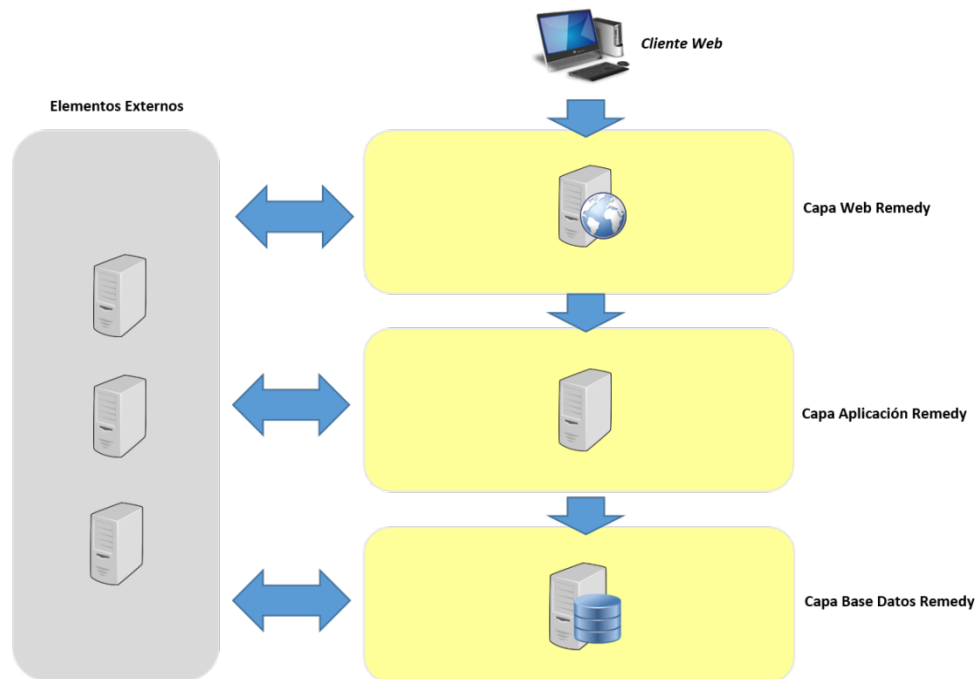 Cliente Web
Elementos Externos
Capa Web Remedy
Capa Aplicación Remedy
Capa Base Datos Remedy